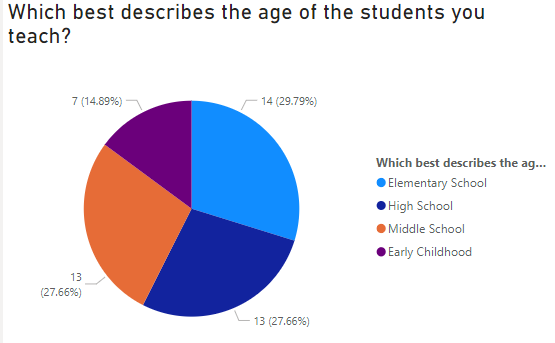 Which best describes the age of the students you
teach?
7 (14.89%)
14 (29.79%)
13
(27.66%)
13 (27.66%)
Which best describes the ag...
Elementary School
High School
Middle School
Early Childhood